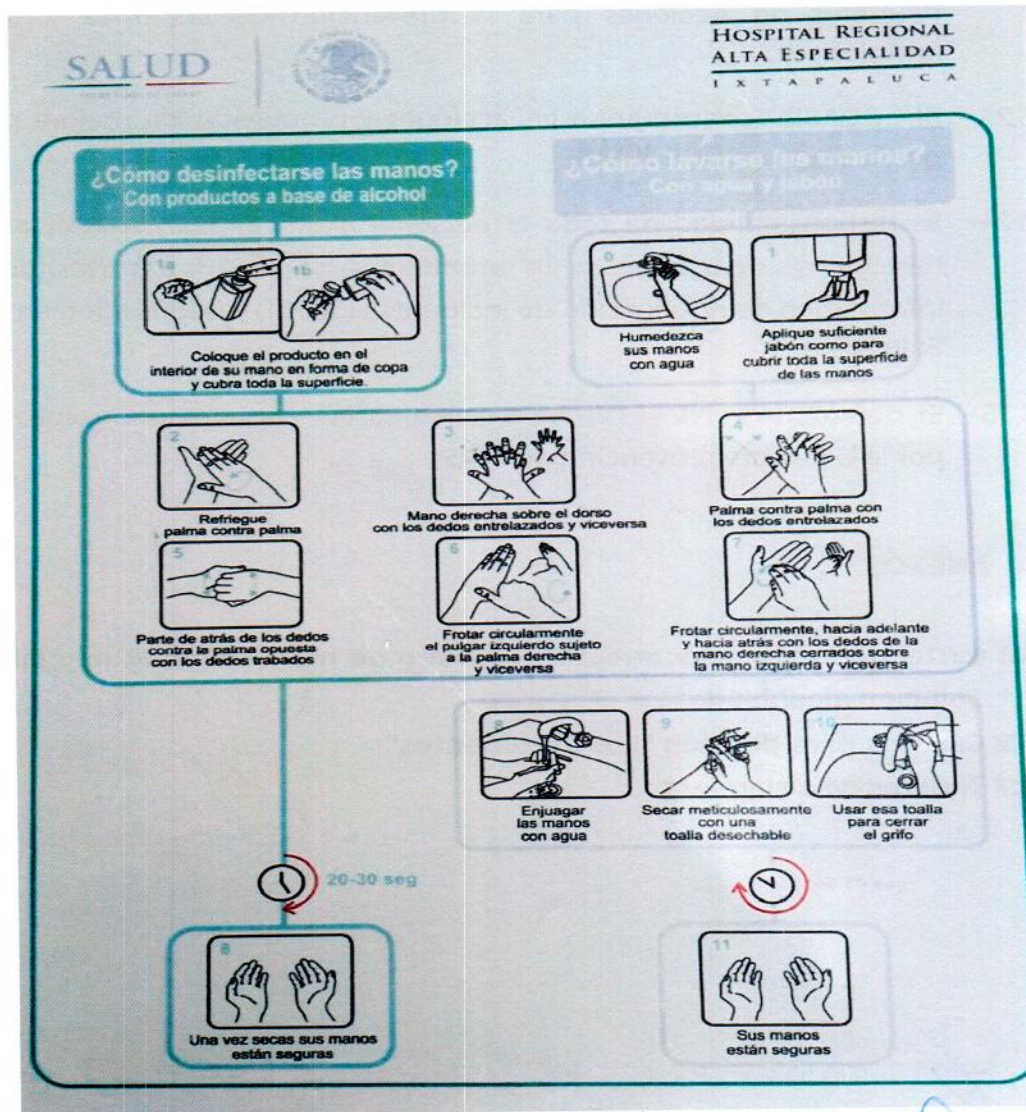 SALUD
HOSPITAL REGIONAL
ALTA ESPECIALIDAD
IXTAPALUCA
¿Cómo desinfectarse las manos?
Con productos a base de alcohol
¿Cómo lavarse las manos?
Con agua y jabón
1a
1b
Coloque el producto en el
interior de su mano en forma de copa
y cubra toda la superficie.
0
Humedezca
sus manos
con agua
1
Aplique suficiente
jabón como para
cubrir toda la superficie
de las manos
2
Refriegue
palma contra palma
3
Mano derecha sobre el dorso
con los dedos entrelazados y viceversa
4
Palma contra palma con
los dedos entrelazados
5
Parte de atrás de los dedos
contra la palma opuesta
con los dedos trabados
6
Frotar circularmente
el pulgar izquierdo sujeto
a la palma derecha
y viceversa
7
Frotar circularmente, hacia adelante
y hacia atrás con los dedos de la
mano derecha cerrados sobre
la mano izquierda y viceversa
8
Enjuagar
las manos
con agua
9
Secar meticulosamente
con una
toalla desechable
10
Usar esa toalla
para cerrar
el grifo
20-30 seg
8
Una vez secas sus manos
están seguras
11
Sus manos
están seguras